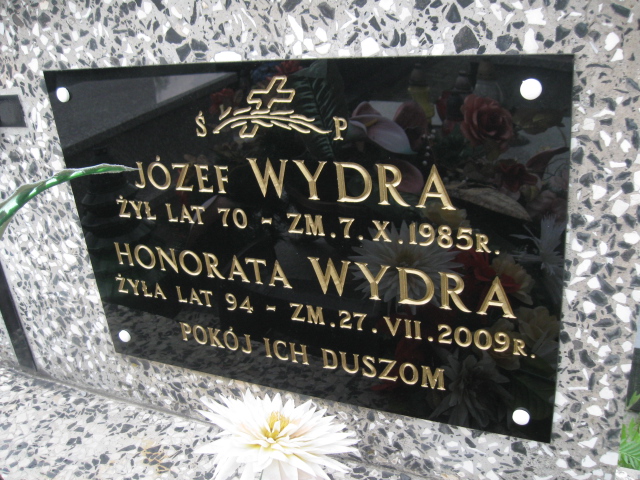 Ś P
JÓZEF WYDRA
ŻYŁ LAT 70 - ZM. 7. X. 1985R.
HONORATA WYDRA
ŻYŁA LAT 94 - ZM. 27. VII. 2009R.
POKÓJ ICH DUSZOM